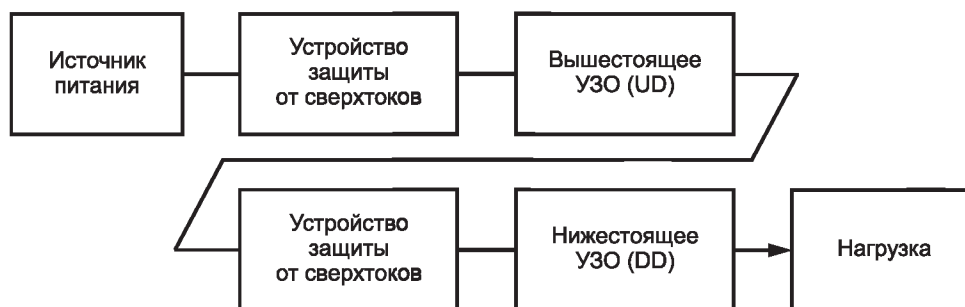 Источник
питания
Устройство
защиты
от сверхтоков
Вышестоящее
УЗО (UD)
Устройство
защиты
от сверхтоков
Нижестоящее
УЗО (DD)
Нагрузка